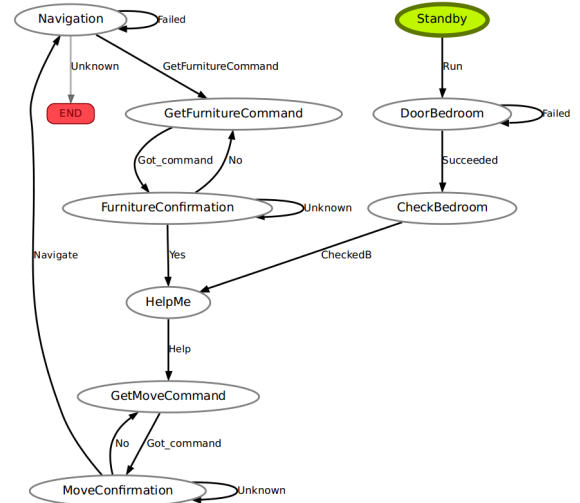 Navigation
Failed
Standby
Unknown
GetFurnitureCommand
Run
END
GetFurnitureCommand
DoorBedroom
Failed
Got_command
No
Succeeded
FurnitureConfirmation
Unknown
CheckBedroom
Navigate
Yes
CheckedB
HelpMe
Help
GetMoveCommand
No
Got_command
MoveConfirmation
Unknown